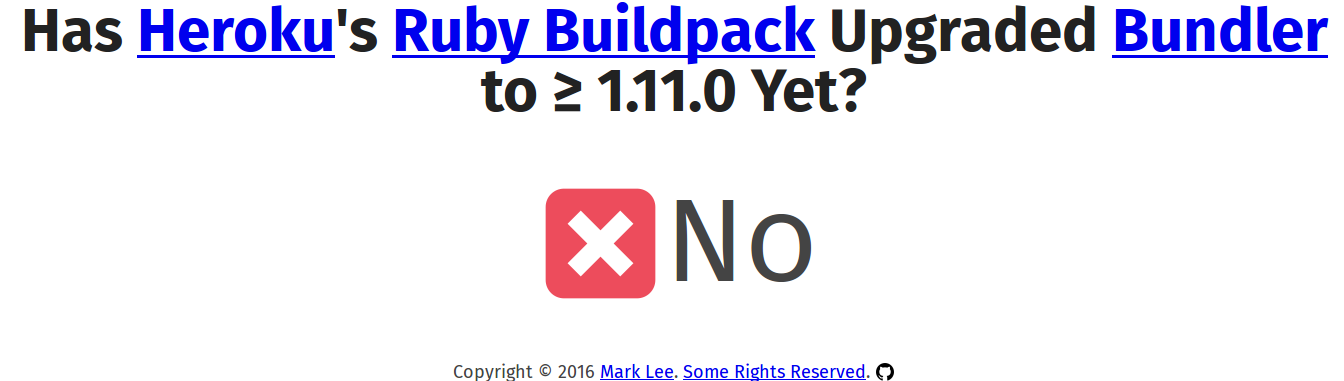 Has Heroku's Ruby Buildpack Upgraded Bundler
to ≥ 1.11.0 Yet?
No
Copyright © 2016 Mark Lee. Some Rights Reserved.